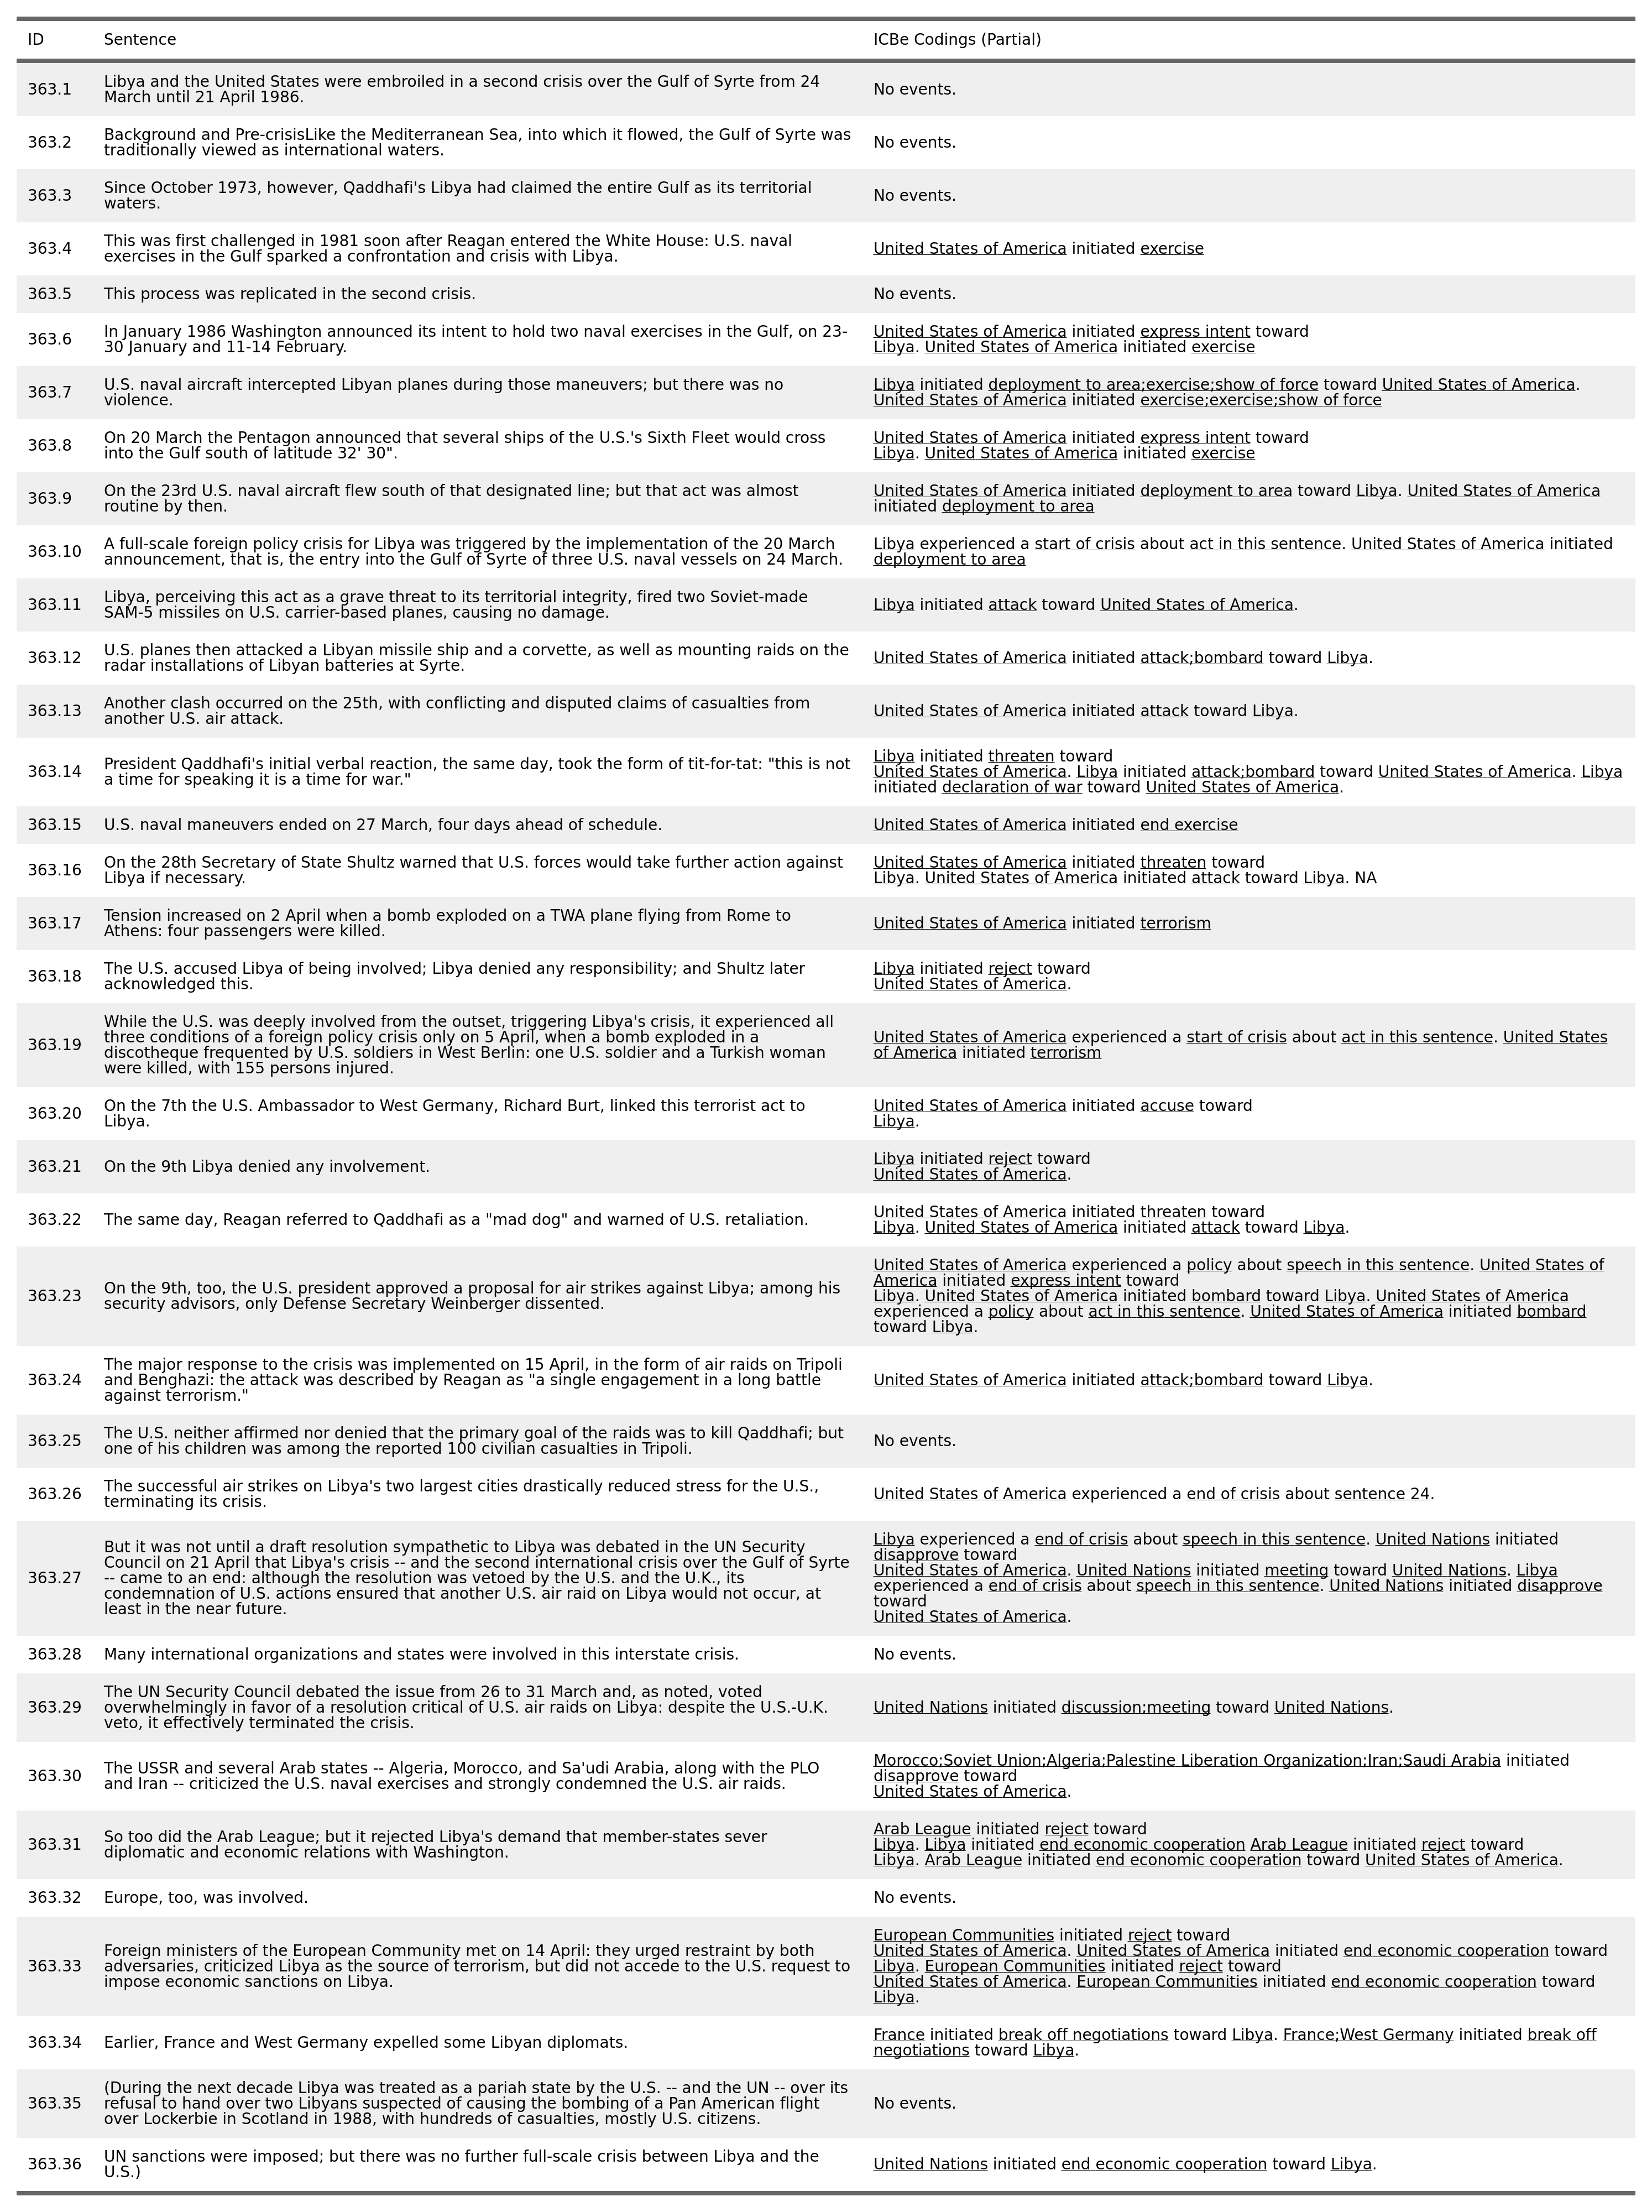 ID Sentence ICBe Codings (Partial)
363.1 Libya and the United States were embroiled in a second crisis over the Gulf of Syrte from 24
March until 21 April 1986.
No events.
363.2 Background and Pre-crisisLike the Mediterranean Sea, into which it flowed, the Gulf of Syrte was
traditionally viewed as international waters.
No events.
363.3 Since October 1973, however, Qaddhafi's Libya had claimed the entire Gulf as its territorial
waters.
No events.
363.4 This was first challenged in 1981 soon after Reagan entered the White House: U.S. naval
exercises in the Gulf sparked a confrontation and crisis with Libya.
United States of America initiated exercise
363.5 This process was replicated in the second crisis.
No events.
363.6 In January 1986 Washington announced its intent to hold two naval exercises in the Gulf, on 23-
30 January and 11-14 February.
United States of America initiated express intent toward
Libya. United States of America initiated exercise
363.7 U.S. naval aircraft intercepted Libyan planes during those maneuvers; but there was no
violence.
Libya initiated deployment to area;exercise;show of force toward United States of America.
United States of America initiated exercise;exercise;show of force
363.8 On 20 March the Pentagon announced that several ships of the U.S.'s Sixth Fleet would cross
into the Gulf south of latitude 32' 30".
United States of America initiated express intent toward
Libya. United States of America initiated exercise
363.9 On the 23rd U.S. naval aircraft flew south of that designated line; but that act was almost
routine by then.
United States of America initiated deployment to area toward Libya. United States of America
initiated deployment to area
363.10 A full-scale foreign policy crisis for Libya was triggered by the implementation of the 20 March
announcement, that is, the entry into the Gulf of Syrte of three U.S. naval vessels on 24 March.
Libya experienced a start of crisis about act in this sentence. United States of America initiated
deployment to area
363.11 Libya, perceiving this act as a grave threat to its territorial integrity, fired two Soviet-made
SAM-5 missiles on U.S. carrier-based planes, causing no damage.
Libya initiated attack toward United States of America.
363.12 U.S. planes then attacked a Libyan missile ship and a corvette, as well as mounting raids on the
radar installations of Libyan batteries at Syrte.
United States of America initiated attack;bombard toward Libya.
363.13 Another clash occurred on the 25th, with conflicting and disputed claims of casualties from
another U.S. air attack.
United States of America initiated attack toward Libya.
363.14 President Qaddhafi's initial verbal reaction, the same day, took the form of tit-for-tat: "this is not
a time for speaking it is a time for war."
Libya initiated threaten toward
United States of America. Libya initiated attack;bombard toward United States of America. Libya
initiated declaration of war toward United States of America.
363.15 U.S. naval maneuvers ended on 27 March, four days ahead of schedule.
United States of America initiated end exercise
363.16 On the 28th Secretary of State Shultz warned that U.S. forces would take further action against
Libya if necessary.
United States of America initiated threaten toward
Libya. United States of America initiated attack toward Libya. NA
363.17 Tension increased on 2 April when a bomb exploded on a TWA plane flying from Rome to
Athens: four passengers were killed.
United States of America initiated terrorism
363.18 The U.S. accused Libya of being involved; Libya denied any responsibility; and Shultz later
acknowledged this.
Libya initiated reject toward
United States of America.
363.19 While the U.S. was deeply involved from the outset, triggering Libya's crisis, it experienced all
three conditions of a foreign policy crisis only on 5 April, when a bomb exploded in a
discotheque frequented by U.S. soldiers in West Berlin: one U.S. soldier and a Turkish woman
were killed, with 155 persons injured.
United States of America experienced a start of crisis about act in this sentence. United States
of America initiated terrorism
363.20 On the 7th the U.S. Ambassador to West Germany, Richard Burt, linked this terrorist act to
Libya.
United States of America initiated accuse toward
Libya.
363.21 On the 9th Libya denied any involvement.
Libya initiated reject toward
United States of America.
363.22 The same day, Reagan referred to Qaddhafi as a "mad dog" and warned of U.S. retaliation.
United States of America initiated threaten toward
Libya. United States of America initiated attack toward Libya.
363.23 On the 9th, too, the U.S. president approved a proposal for air strikes against Libya; among his
security advisors, only Defense Secretary Weinberger dissented.
United States of America experienced a policy about speech in this sentence. United States of
America initiated express intent toward
Libya. United States of America initiated bombard toward Libya. United States of America
experienced a policy about act in this sentence. United States of America initiated bombard
toward Libya.
363.24 The major response to the crisis was implemented on 15 April, in the form of air raids on Tripoli
and Benghazi: the attack was described by Reagan as "a single engagement in a long battle
against terrorism."
United States of America initiated attack;bombard toward Libya.
363.25 The U.S. neither affirmed nor denied that the primary goal of the raids was to kill Qaddhafi; but
one of his children was among the reported 100 civilian casualties in Tripoli.
No events.
363.26 The successful air strikes on Libya's two largest cities drastically reduced stress for the U.S.,
terminating its crisis.
United States of America experienced a end of crisis about sentence 24.
363.27 But it was not until a draft resolution sympathetic to Libya was debated in the UN Security
Council on 21 April that Libya's crisis -- and the second international crisis over the Gulf of Syrte
-- came to an end: although the resolution was vetoed by the U.S. and the U.K., its
condemnation of U.S. actions ensured that another U.S. air raid on Libya would not occur, at
least in the near future.
Libya experienced a end of crisis about speech in this sentence. United Nations initiated
disapprove toward
United States of America. United Nations initiated meeting toward United Nations. Libya
experienced a end of crisis about speech in this sentence. United Nations initiated disapprove
toward
United States of America.
363.28 Many international organizations and states were involved in this interstate crisis.
No events.
363.29 The UN Security Council debated the issue from 26 to 31 March and, as noted, voted
overwhelmingly in favor of a resolution critical of U.S. air raids on Libya: despite the U.S.-U.K.
veto, it effectively terminated the crisis.
United Nations initiated discussion;meeting toward United Nations.
363.30 The USSR and several Arab states -- Algeria, Morocco, and Sa'udi Arabia, along with the PLO
and Iran -- criticized the U.S. naval exercises and strongly condemned the U.S. air raids.
Morocco;Soviet Union;Algeria;Palestine Liberation Organization;Iran;Saudi Arabia initiated
disapprove toward
United States of America.
363.31 So too did the Arab League; but it rejected Libya's demand that member-states sever
diplomatic and economic relations with Washington.
Arab League initiated reject toward
Libya. Libya initiated end economic cooperation Arab League initiated reject toward
Libya. Arab League initiated end economic cooperation toward United States of America.
363.32 Europe, too, was involved.
No events.
363.33 Foreign ministers of the European Community met on 14 April: they urged restraint by both
adversaries, criticized Libya as the source of terrorism, but did not accede to the U.S. request to
impose economic sanctions on Libya.
European Communities initiated reject toward
United States of America. United States of America initiated end economic cooperation toward
Libya. European Communities initiated reject toward
United States of America. European Communities initiated end economic cooperation toward
Libya.
363.34 Earlier, France and West Germany expelled some Libyan diplomats.
France initiated break off negotiations toward Libya. France;West Germany initiated break off
negotiations toward Libya.
363.35 (During the next decade Libya was treated as a pariah state by the U.S. -- and the UN -- over its
refusal to hand over two Libyans suspected of causing the bombing of a Pan American flight
over Lockerbie in Scotland in 1988, with hundreds of casualties, mostly U.S. citizens.
No events.
363.36 UN sanctions were imposed; but there was no further full-scale crisis between Libya and the
U.S.)
United Nations initiated end economic cooperation toward Libya.